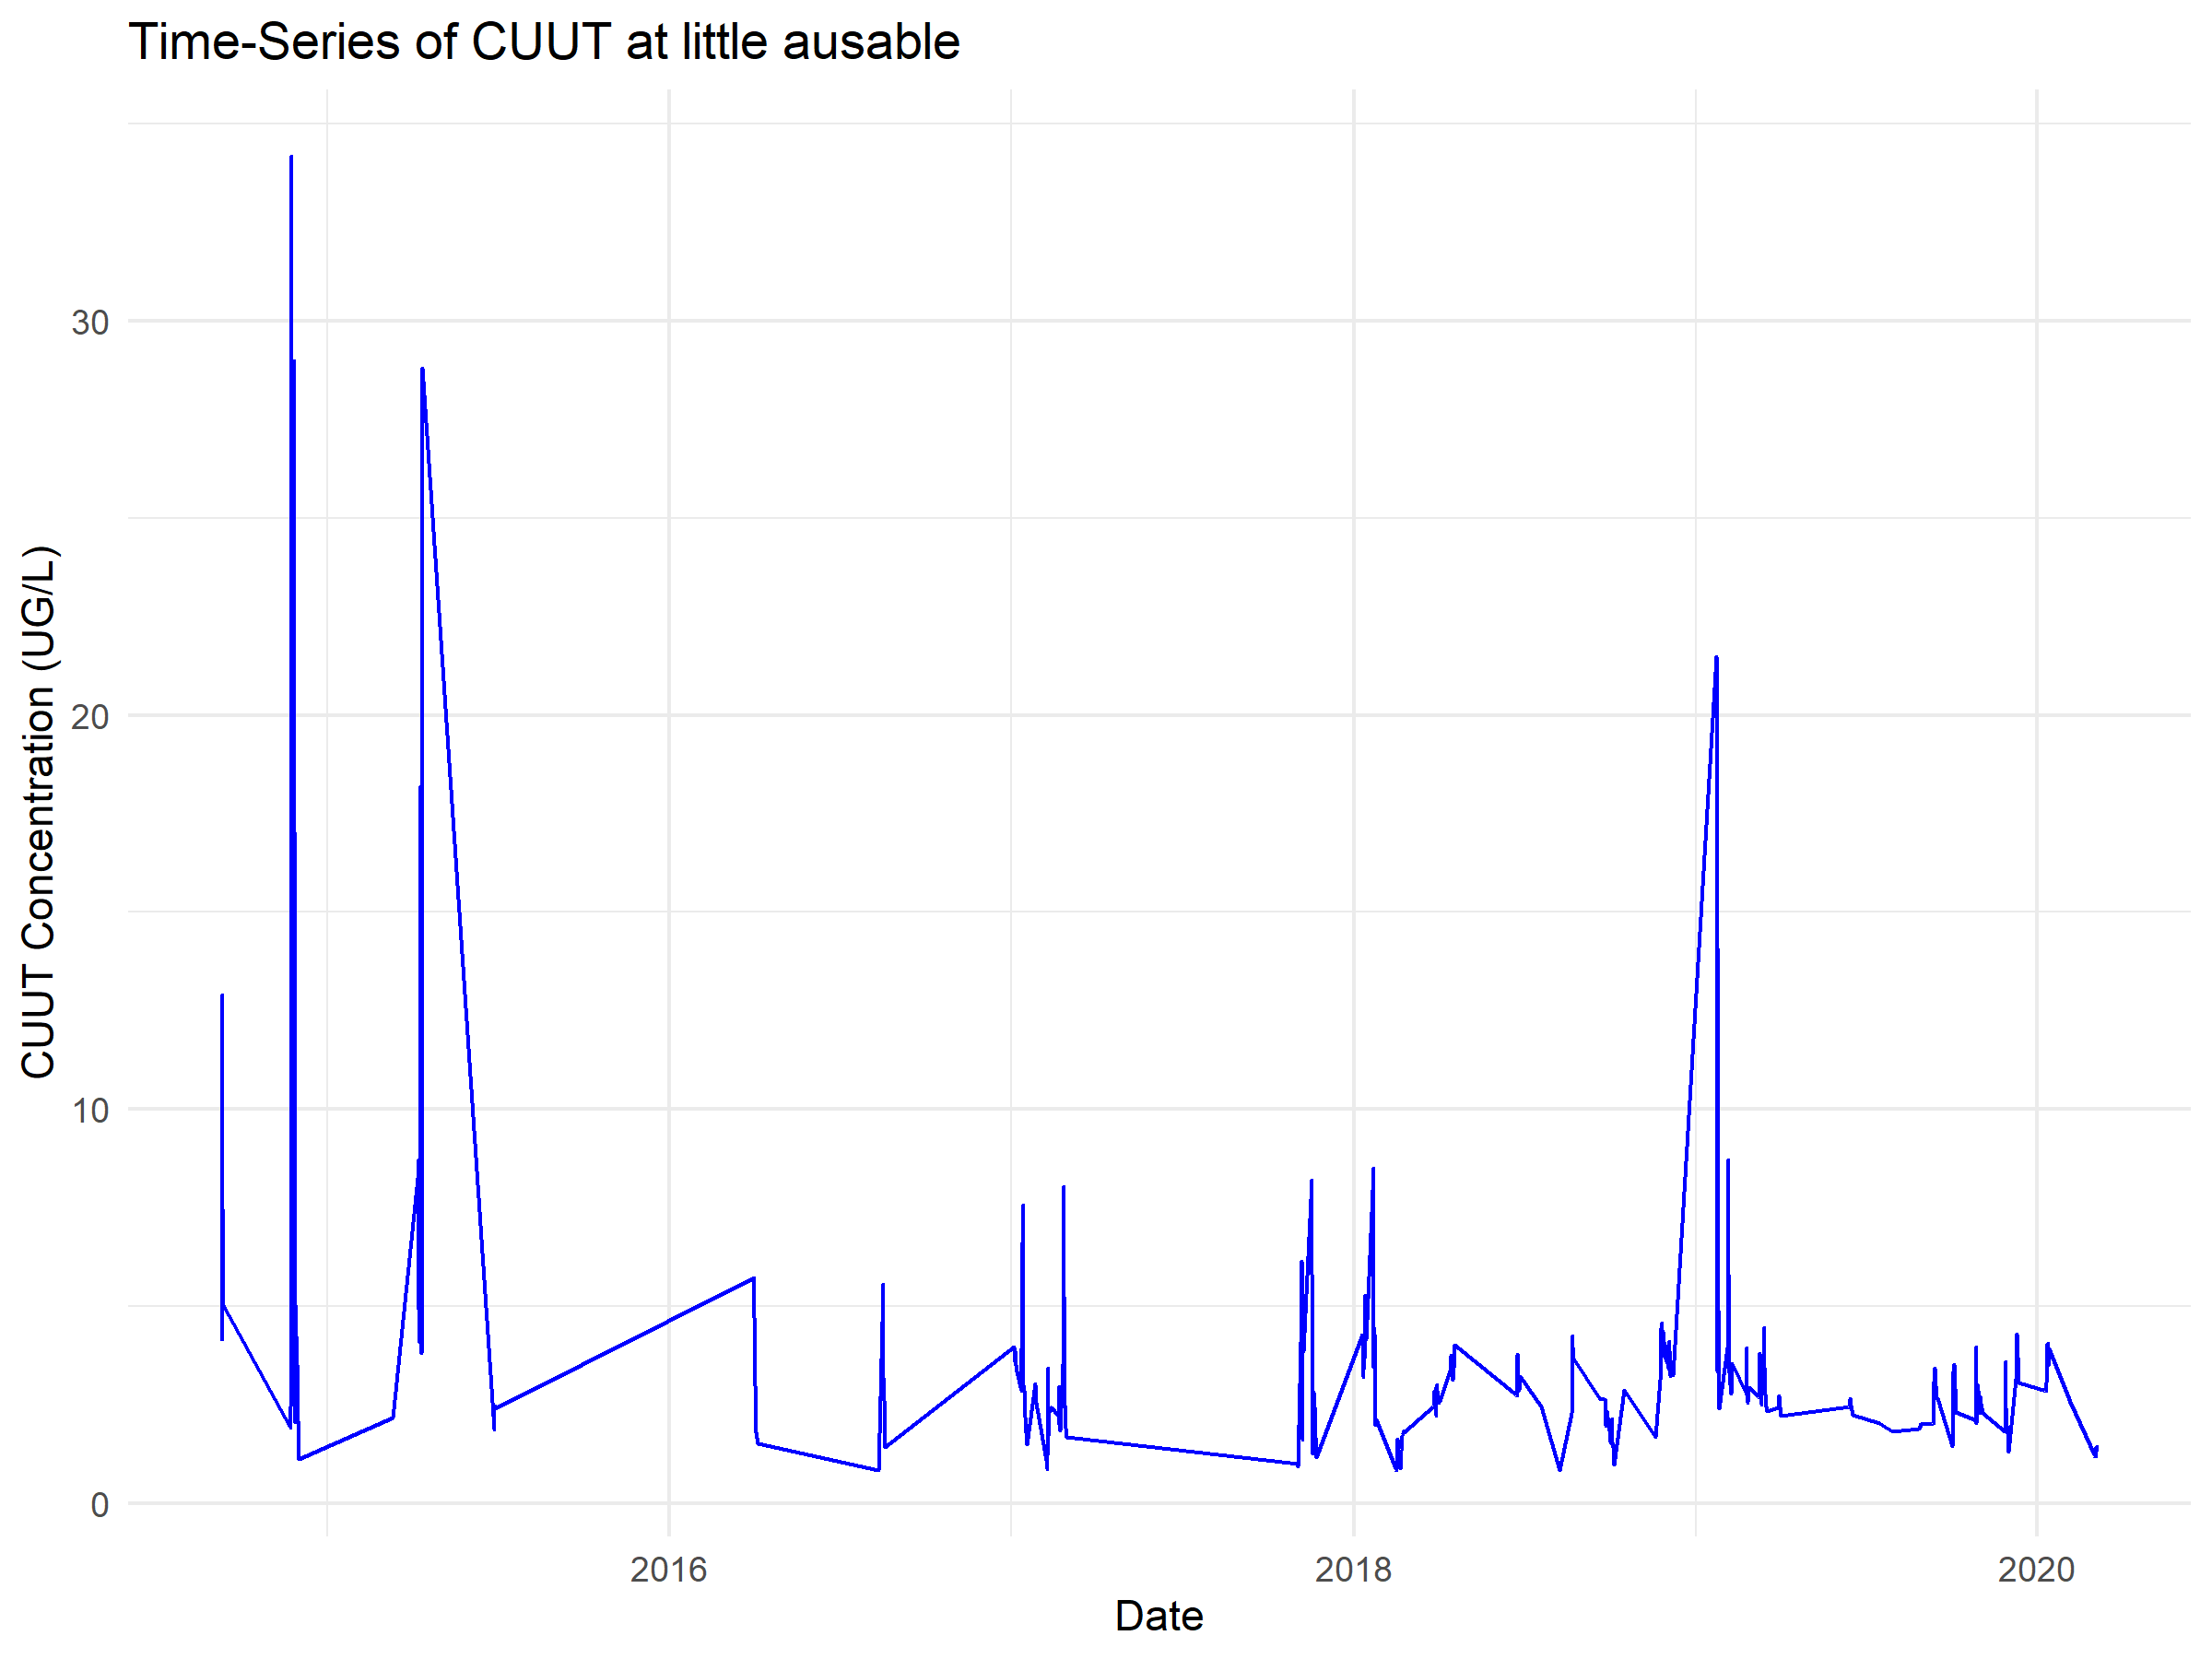 Time-Series of CUUT at little ausable
CUUT Concentration (UG/L)
30
20
10
0
2016
2018
2020
Date